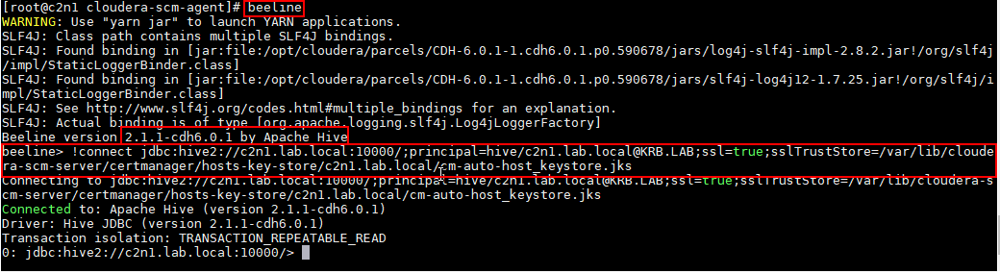 [root@c2n1 cloudera-scm-agent]# beeline
WARNING: Use "yarn jar" to launch YARN applications.
SLF4J: Class path contains multiple SLF4J bindings.
SLF4J: Found binding in [jar:file:/opt/cloudera/parcels/CDH-6.0.1-1.cdh6.0.1.p0.590678/jars/log4j-slf4j-impl-2.8.2.jar!/org/slf4j
/impl/StaticLoggerBinder.class]
SLF4J: Found binding in [jar:file:/opt/cloudera/parcels/CDH-6.0.1-1.cdh6.0.1.p0.590678/jars/slf4j-log4j12-1.7.25.jar!/org/slf4j/i
mpl/StaticLoggerBinder.class]
SLF4J: See http://www.slf4j.org/codes.html#multiple_bindings for an explanation.
SLF4J: Actual binding is of type [org.apache.logging.slf4j.Log4jLoggerFactory]
Beeline version 2.1.1-cdh6.0.1 by Apache Hive
beeline> !connect jdbc:hive2://c2n1.lab.local:10000/;principal=hive/c2n1.lab.local@KRB.LAB;ssl=true;sslTrustStore=/var/lib/cloude
ra-scm-server/certmanager/hosts-key-store/c2n1.lab.local/cm-auto-host_keystore.jks
Connecting to jdbc:hive2://c2n1.lab.local:10000/;principal=hive/c2n1.lab.local@KRB.LAB;ssl=true;sslTrustStore=/var/lib/cloudera-s
cm-server/certmanager/hosts-key-store/c2n1.lab.local/cm-auto-host_keystore.jks
Connected to: Apache Hive (version 2.1.1-cdh6.0.1)
Driver: Hive JDBC (version 2.1.1-cdh6.0.1)
Transaction isolation: TRANSACTION_REPEATABLE_READ
0: jdbc:hive2://c2n1.lab.local:10000/>